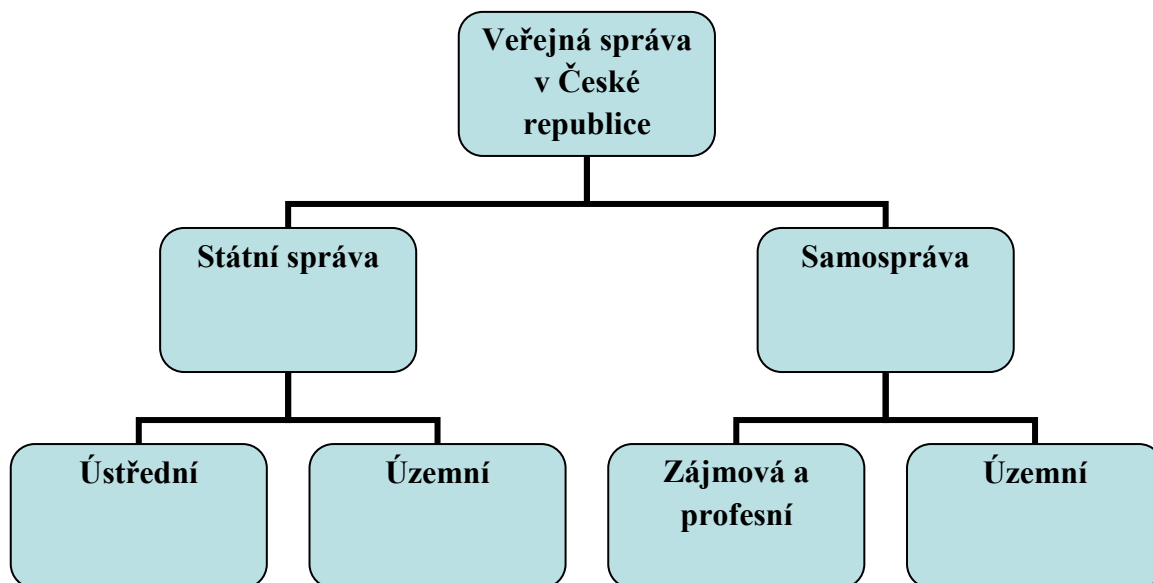 Veřejná správa
v České
republice
Státní správa
Samospráva
Ústřední
Územní
Zájmová a
profesní
Územní